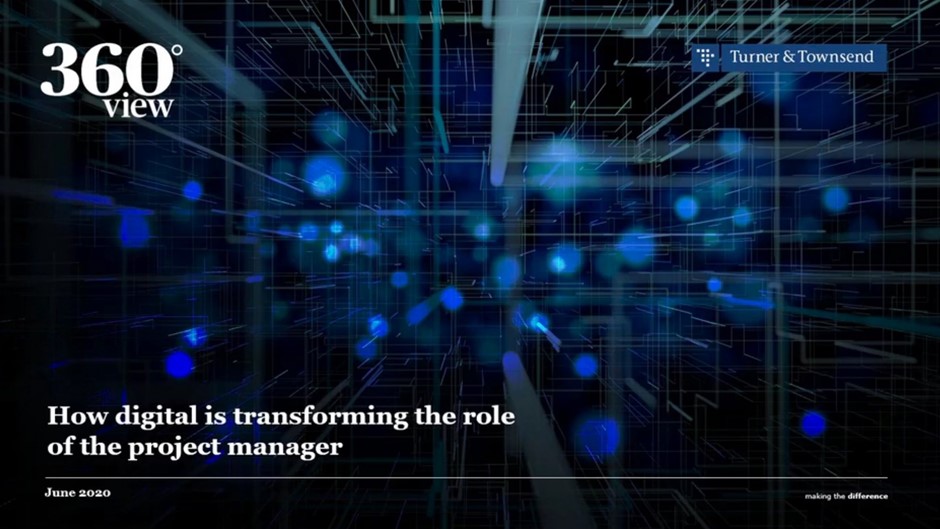 360°
view
Turner & Townsend
How digital is transforming the role
of the project manager
June 2020
making the difference